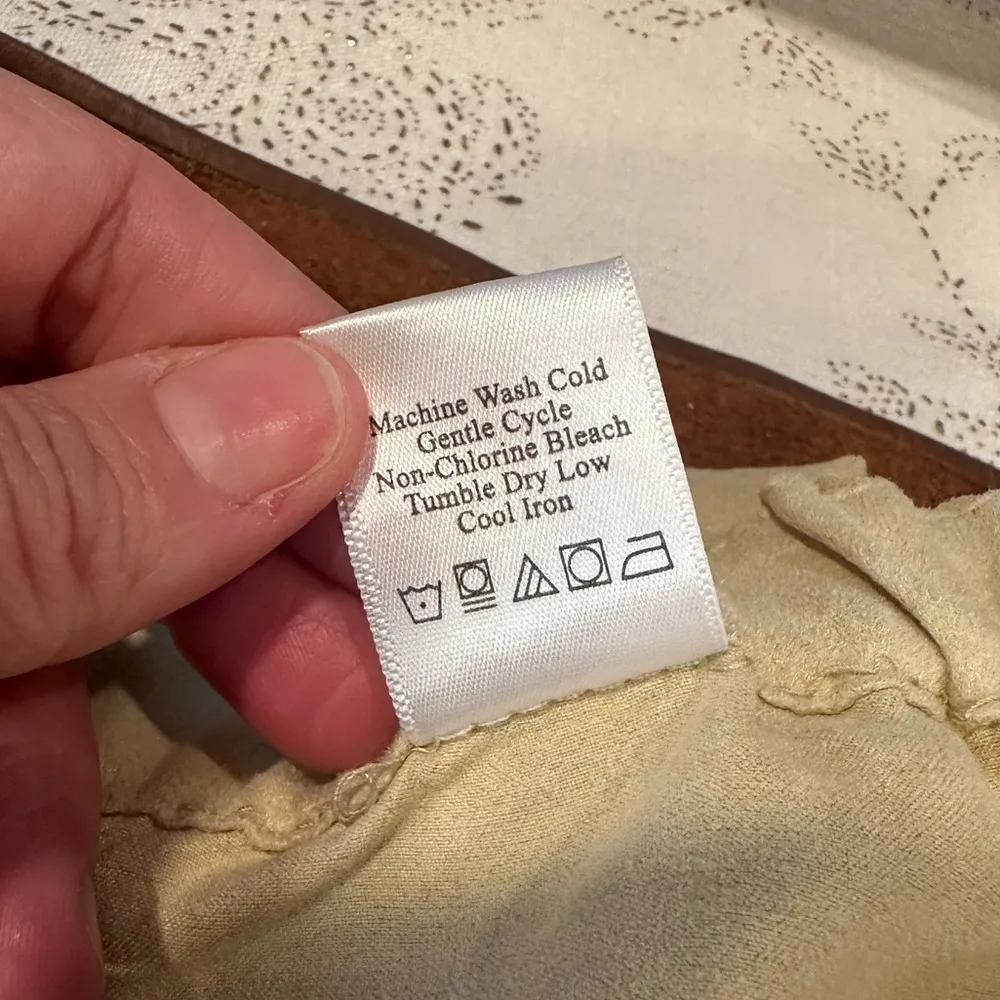 Machine Wash Cold
Gentle Cycle
Non-Chlorine Bleach
Tumble Dry Low
Cool Iron